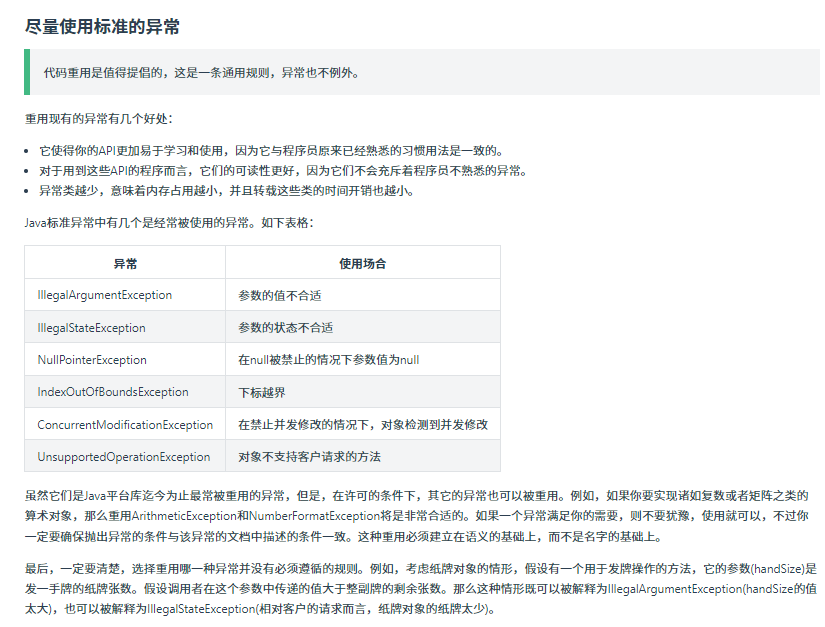 尽量使用标准的异常
代码重用是值得提倡的，这是一条通用规则，异常也不例外。
重用现有的异常有几个好处：
• 它使得你的API更加易于学习和使用，因为它与程序员原来已经熟悉的习惯用法是一致的。
• 对于用到这些API的程序而言，它们的可读性更好，因为它们不会充斥着程序员不熟悉的异常。
• 异常类越少，意味着内存占用越小，并且转载这些类的时间开销也越小。
Java标准异常中有几个是经常被使用的异常。如下表格：
异常 使用场合
IllegalArgumentException 参数的值不合适
IllegalStateException 参数的状态不合适
NullPointerException 在null被禁止的情况下参数值为null
IndexOutOfBoundsException 下标越界
ConcurrentModificationException 在禁止并发修改的情况下，对象检测到并发修改
UnsupportedOperationException 对象不支持客户请求的方法
虽然它们是Java平台库迄今为止最常被重用的异常，但是，在许可的条件下，其它的异常也可以被重用。例如，如果你要实现诸如复数或者矩阵之类的
算术对象，那么重用ArithmeticException和NumberFormatException将是非常合适的。如果一个异常满足你的需要，则不要犹豫，使用就可以，不过你
一定要确保抛出异常的条件与该异常的文档中描述的条件一致。这种重用必须建立在语义的基础上，而不是名字的基础上。
最后，一定要清楚，选择重用哪一种异常并没有必须遵循的规则。例如，考虑纸牌对象的情形，假设有一个用于发牌操作的方法，它的参数(handSize)是
发一手牌的纸牌张数。假设调用者在这个参数中传递的值大于整副牌的剩余张数。那么这种情形既可以被解释为IllegalArgumentException(handSize的值
太大)，也可以被解释为IllegalStateException(相对客户的请求而言，纸牌对象的纸牌太少)。